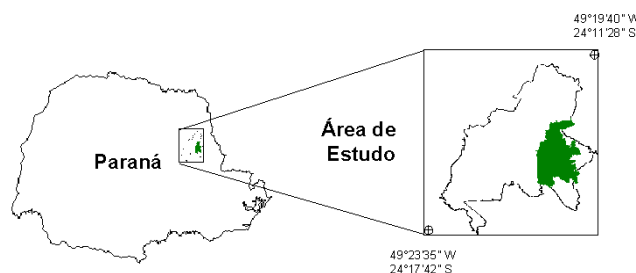 49°19'40" W
24°11'28" S
Área de
Estudo
Paraná
49°23'35" W
24°17'42" S